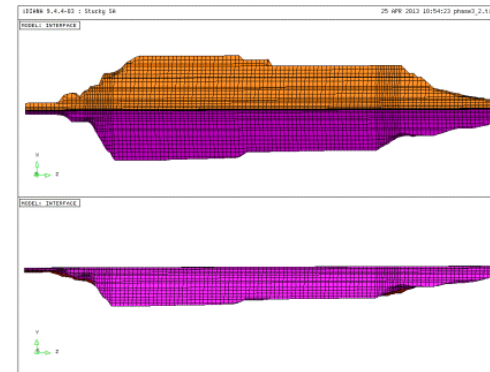 iDIANA 9.4.4-03 : Stucky SA
25 APR 2013 10:54:23 phase3_2.t
MODEL: INTERFACE
X
Z
MODEL: INTERFACE
Y
Z